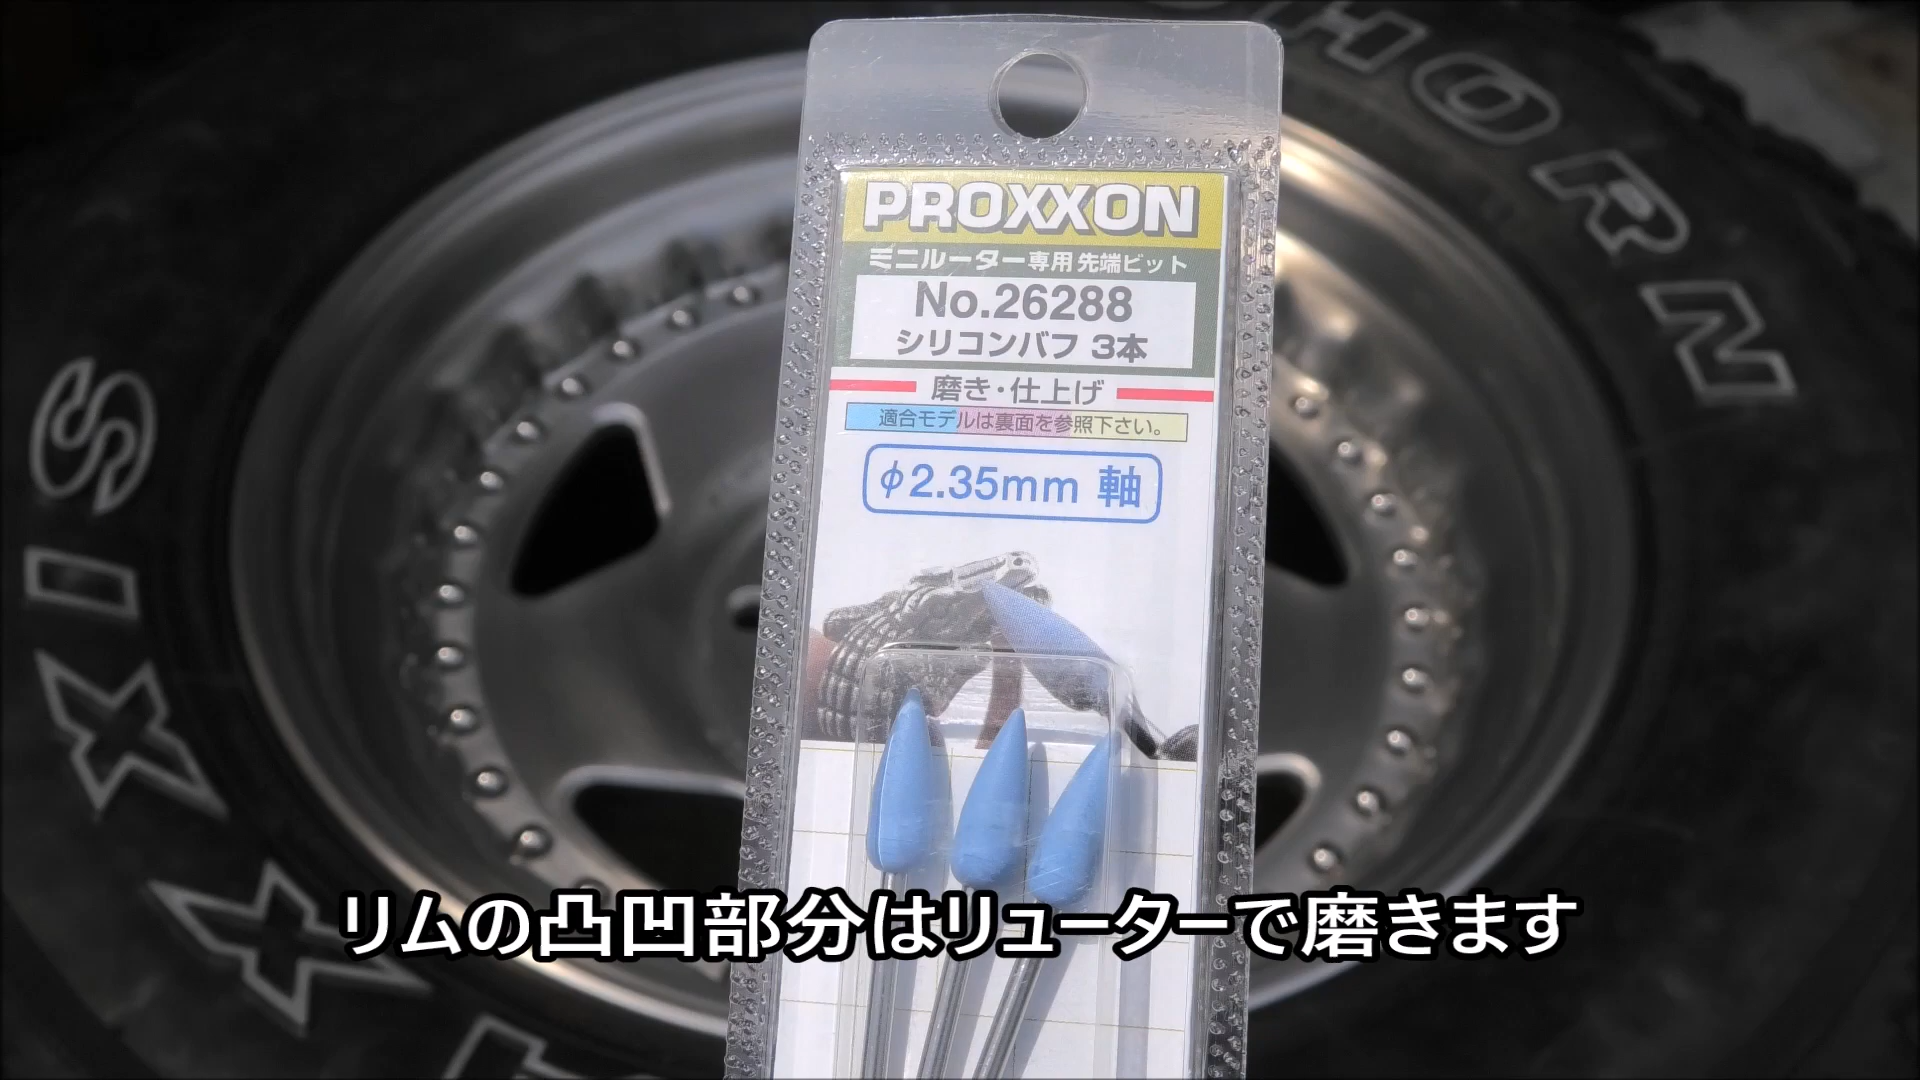 PROXXON
ミニルーター専用先端ビット
No.26288
シリコンバフ 3本
磨き・仕上げ
適合モデルは裏面を参照下さい。
φ2.35mm 軸
HORN
XXIS
リムの凸凹部分はリューターで磨きます